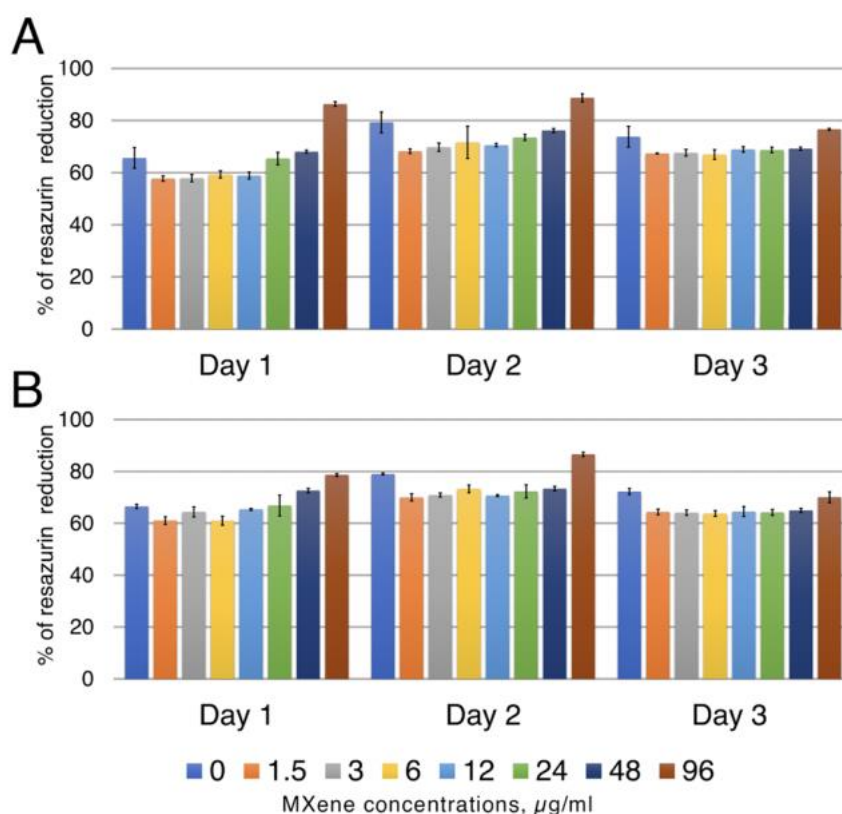 A
% of resazurin reduction
100
80
60
40
20
0
Day 1 Day 2 Day 3
B
% of resazurin reduction
100
80
60
40
20
0
Day 1 Day 2 Day 3
0 1.5 3 6 12 24 48 96
MXene concentrations, µg/ml